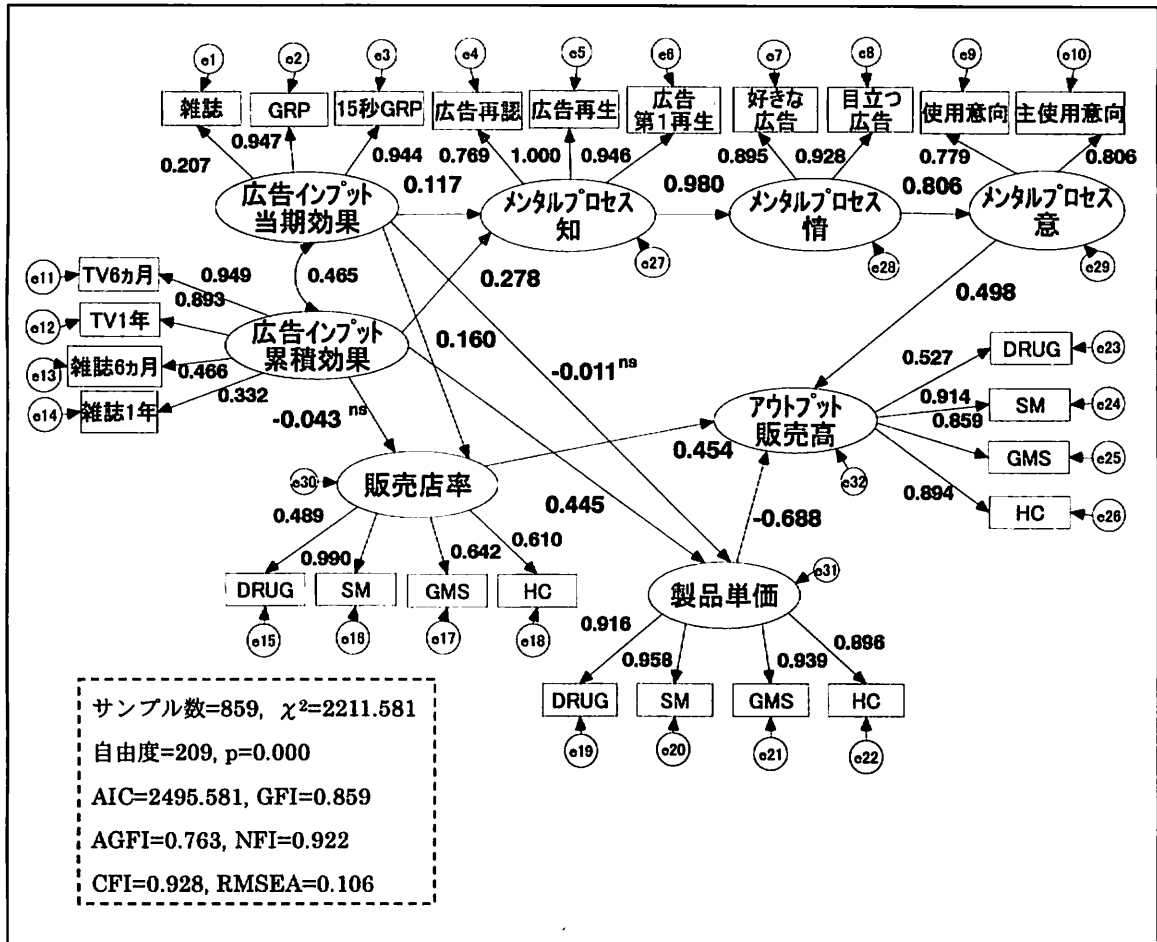 e1
e2
e3
e4
e5
e6
e7
e8
e9
e10
雑誌
GRP
15秒GRP
広告再認
広告再生
広告
第1再生
好きな
広告
目立つ
広告
使用意向
主使用意向
0.207
0.947
0.944
0.769
1.000
0.946
0.895
0.928
0.779
0.806
広告インプット
当期効果
0.117
メンタルプロセス
知
0.980
メンタルプロセス
情
0.806
メンタルプロセス
意
e27
e28
e29
0.465
0.278
0.498
e11
TV6ヵ月
0.949
e12
TV1年
0.893
e13
雑誌6ヵ月
0.466
e14
雑誌1年
0.332
広告インプット
累積効果
0.160
-0.011 ns
-0.043 ns
アウトプット
販売高
e32
0.527
DRUG
e23
0.914
SM
e24
0.859
GMS
e25
0.894
HC
e26
0.454
e30
販売店率
0.445
-0.688
0.489
0.990
0.642
0.610
DRUG
SM
GMS
HC
e15
e16
e17
e18
製品単価
e31
0.916
0.958
0.939
0.896
DRUG
SM
GMS
HC
e19
e20
e21
e22
サンプル数=859, χ²=2211.581
自由度=209, p=0.000
AIC=2495.581, GFI=0.859
AGFI=0.763, NFI=0.922
CFI=0.928, RMSEA=0.106